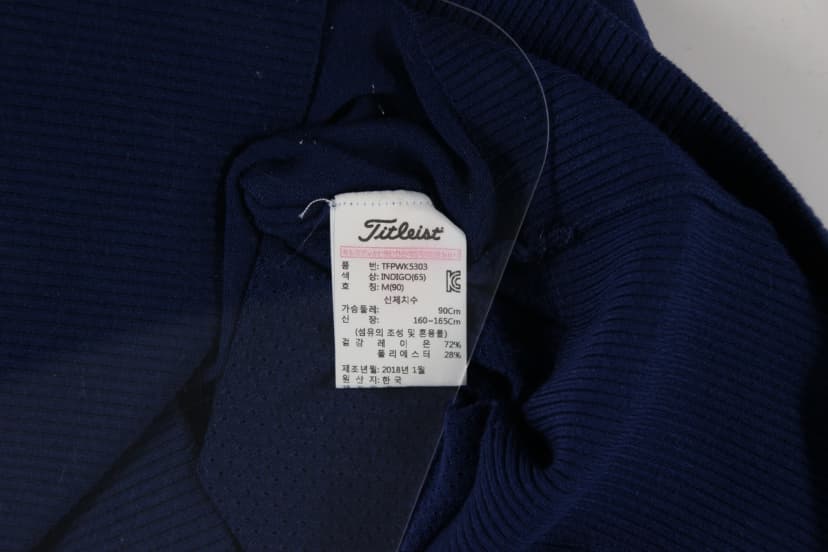 Titleist
품 번: TFPWK5303
색 상: INDIGO(65)
호 칭: M(90)
신체치수
가슴둘레: 90Cm
신 장: 160~165Cm
(섬유의 조성 및 혼용률)
겉감 레 이 온 72%
폴리에스터 28%
제조년월: 2018년 1월
원 산 지: 한국